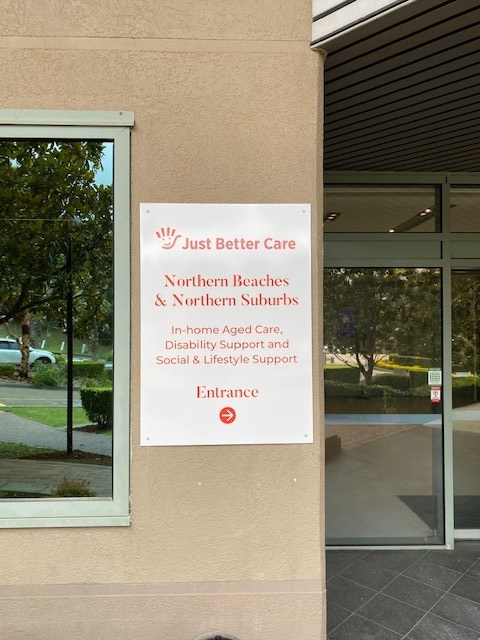 Just Better Care
Northern Beaches
& Northern Suburbs
In-home Aged Care,
Disability Support and
Social & Lifestyle Support
Entrance